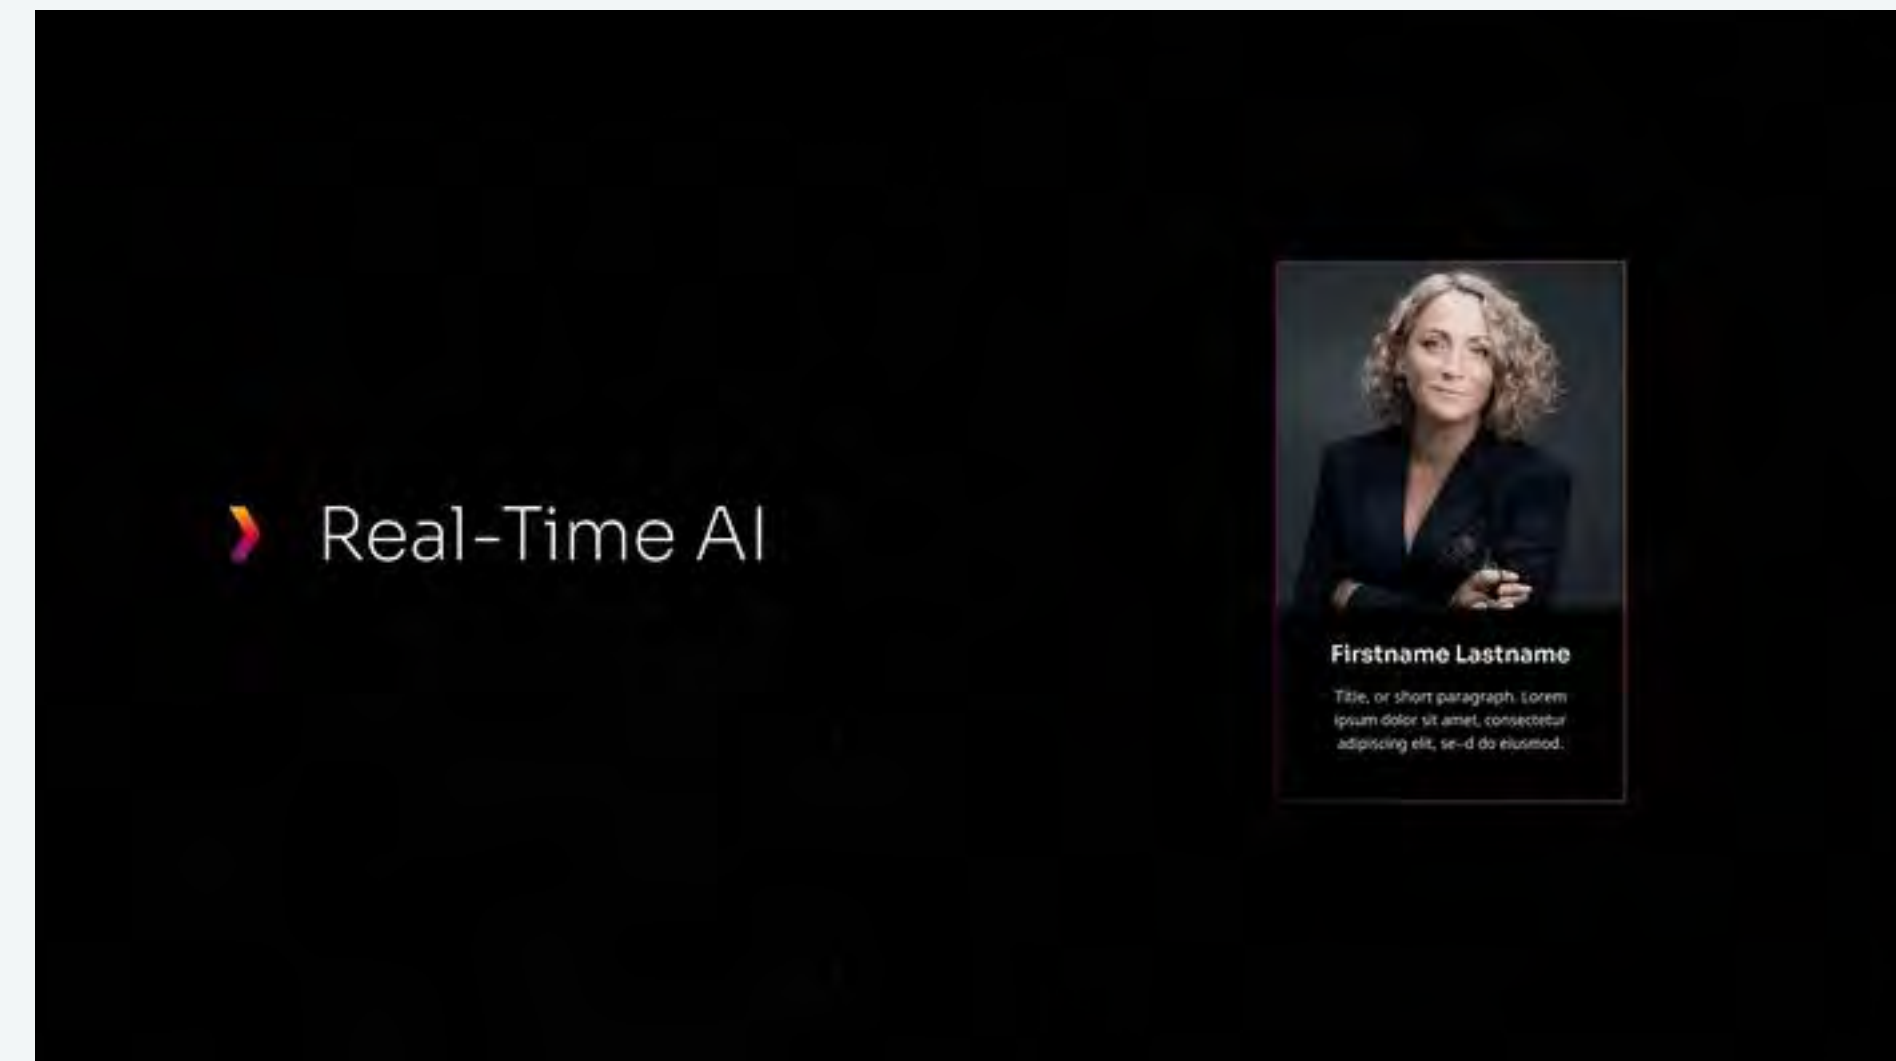 Real-Time AI
Firstname Lastname
Title, or short paragraph. Lorem
ipsum dolor sit amet, consectetur
adipiscing elit, se-d do eiusmod.